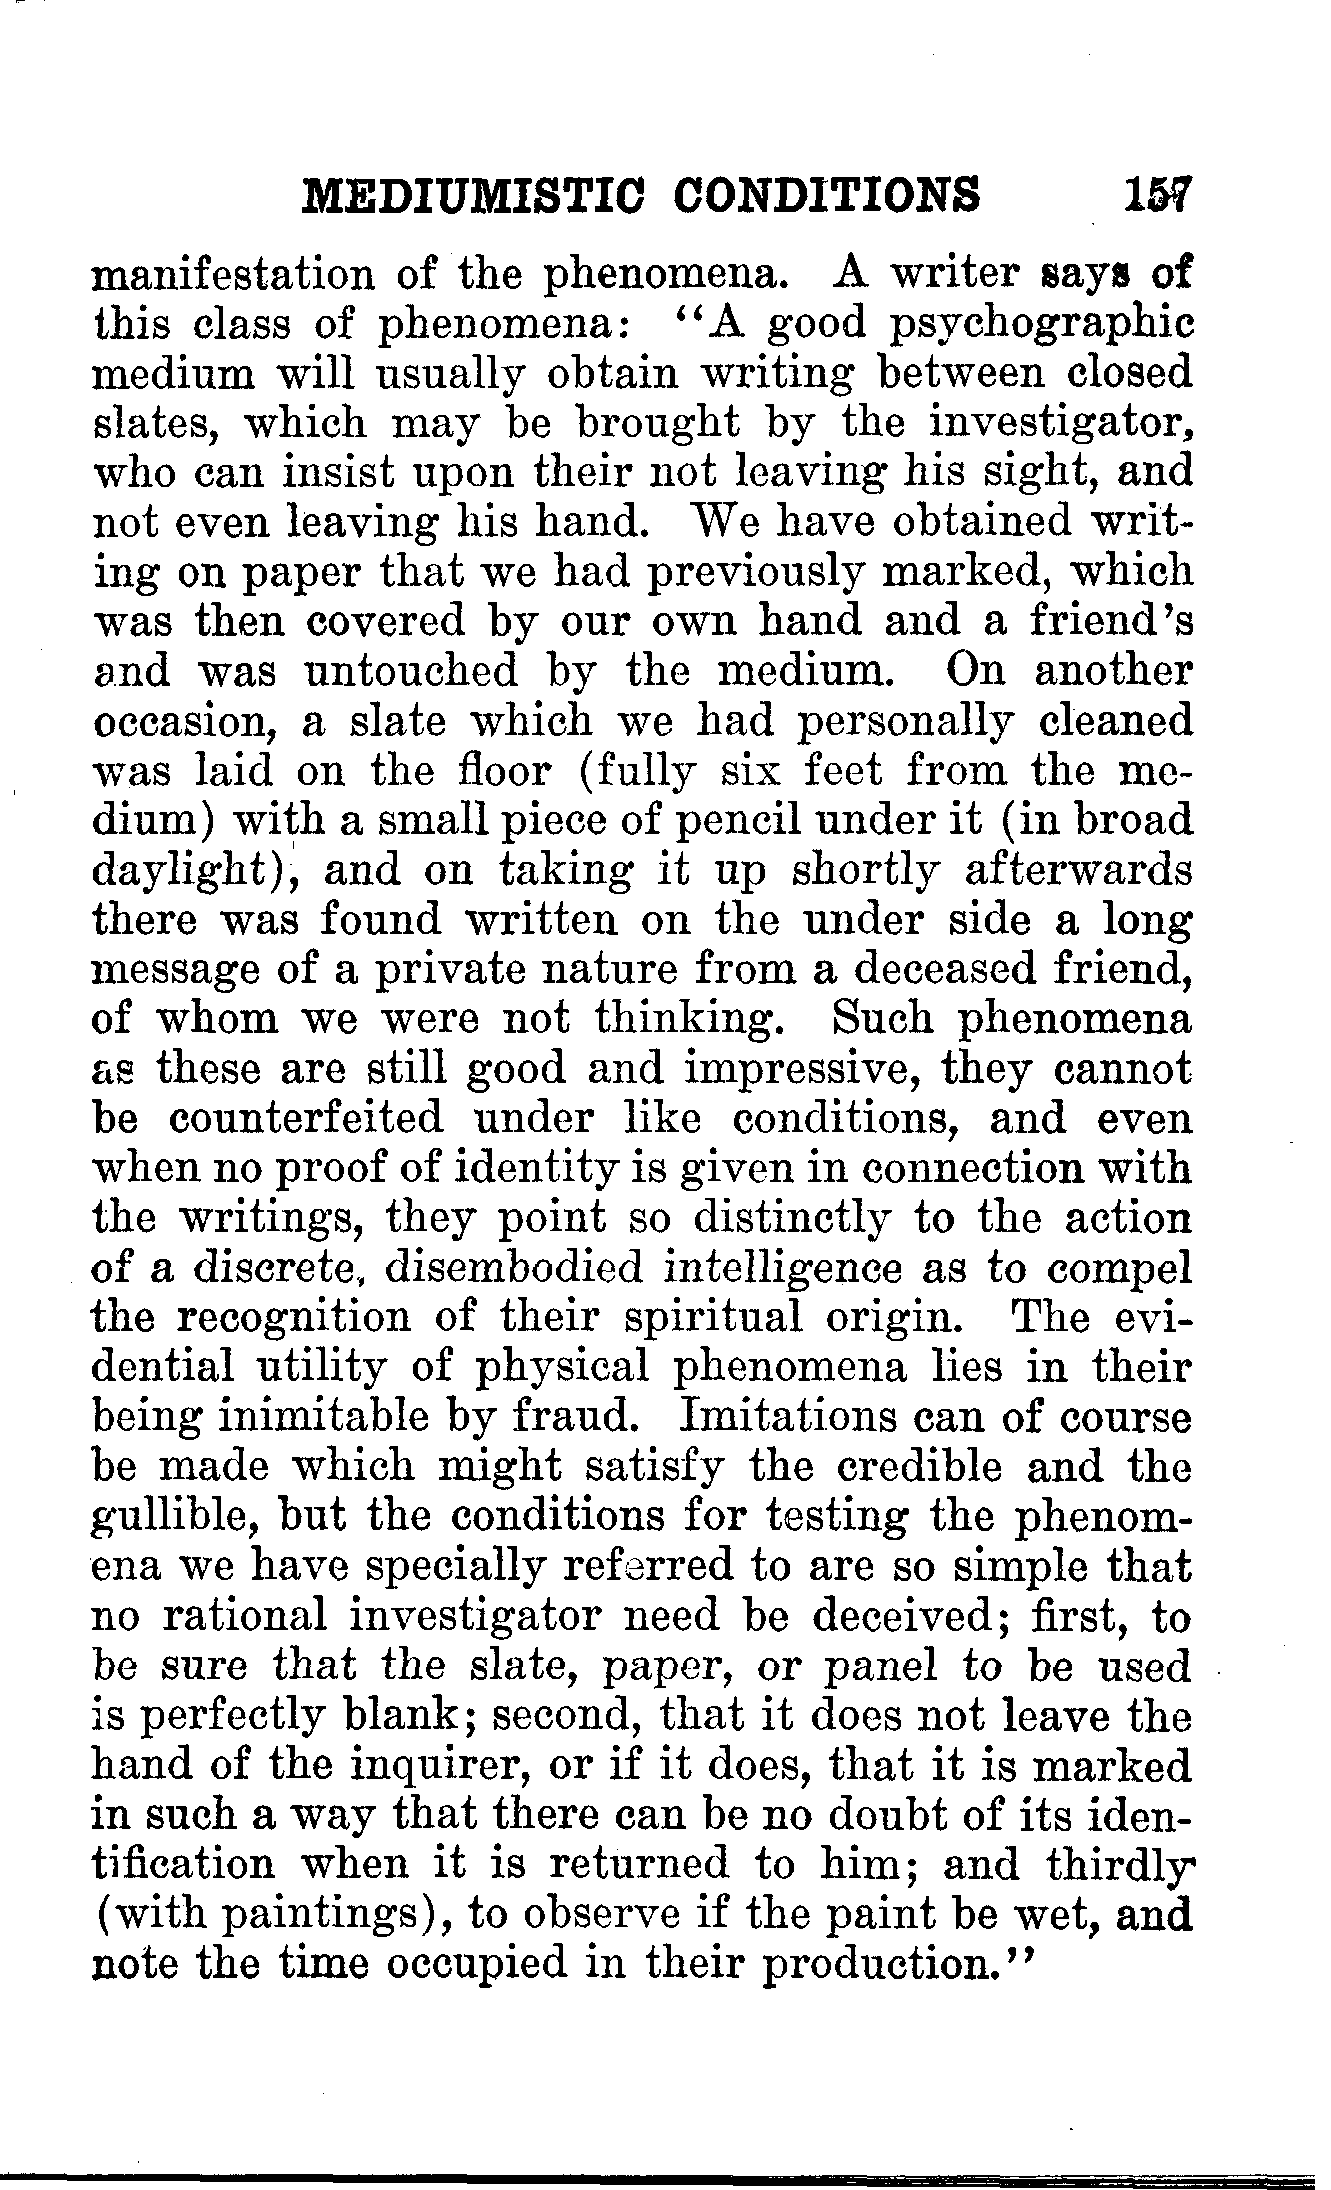 MEDIUMISTIC CONDITIONS 157
manifestation of the phenomena. A writer says of
this class of phenomena: "A good psychographic
medium will usually obtain writing between closed
slates, which may be brought by the investigator,
who can insist upon their not leaving his sight, and
not even leaving his hand. We have obtained writ-
ing on paper that we had previously marked, which
was then covered by our own hand and a friend's
and was untouched by the medium. On another
occasion, a slate which we had personally cleaned
was laid on the floor (fully six feet from the me-
dium) with a small piece of pencil under it (in broad
daylight), and on taking it up shortly afterwards
there was found written on the under side a long
message of a private nature from a deceased friend,
of whom we were not thinking. Such phenomena
as these are still good and impressive, they cannot
be counterfeited under like conditions, and even
when no proof of identity is given in connection with
the writings, they point so distinctly to the action
of a discrete, disembodied intelligence as to compel
the recognition of their spiritual origin. The evi-
dential utility of physical phenomena lies in their
being inimitable by fraud. Imitations can of course
be made which might satisfy the credible and the
gullible, but the conditions for testing the phenom-
ena we have specially referred to are so simple that
no rational investigator need be deceived; first, to
be sure that the slate, paper, or panel to be used
is perfectly blank; second, that it does not leave the
hand of the inquirer, or if it does, that it is marked
in such a way that there can be no doubt of its iden-
tification when it is returned to him; and thirdly
(with paintings), to observe if the paint be wet, and
note the time occupied in their production."